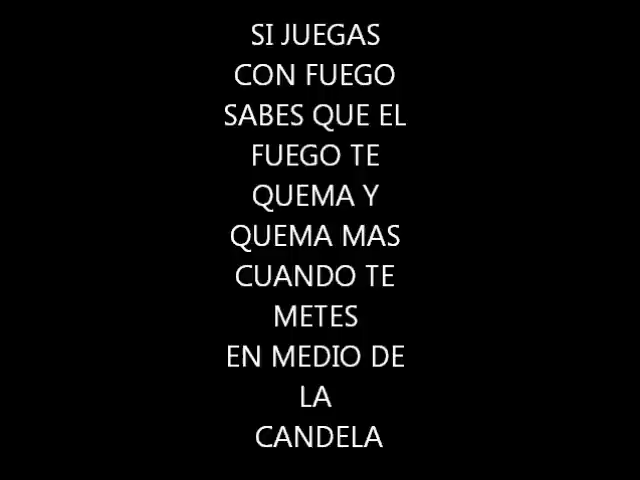 SI JUEGAS
CON FUEGO
SABES QUE EL
FUEGO TE
QUEMA Y
QUEMA MAS
CUANDO TE
METES
EN MEDIO DE
LA
CANDELA